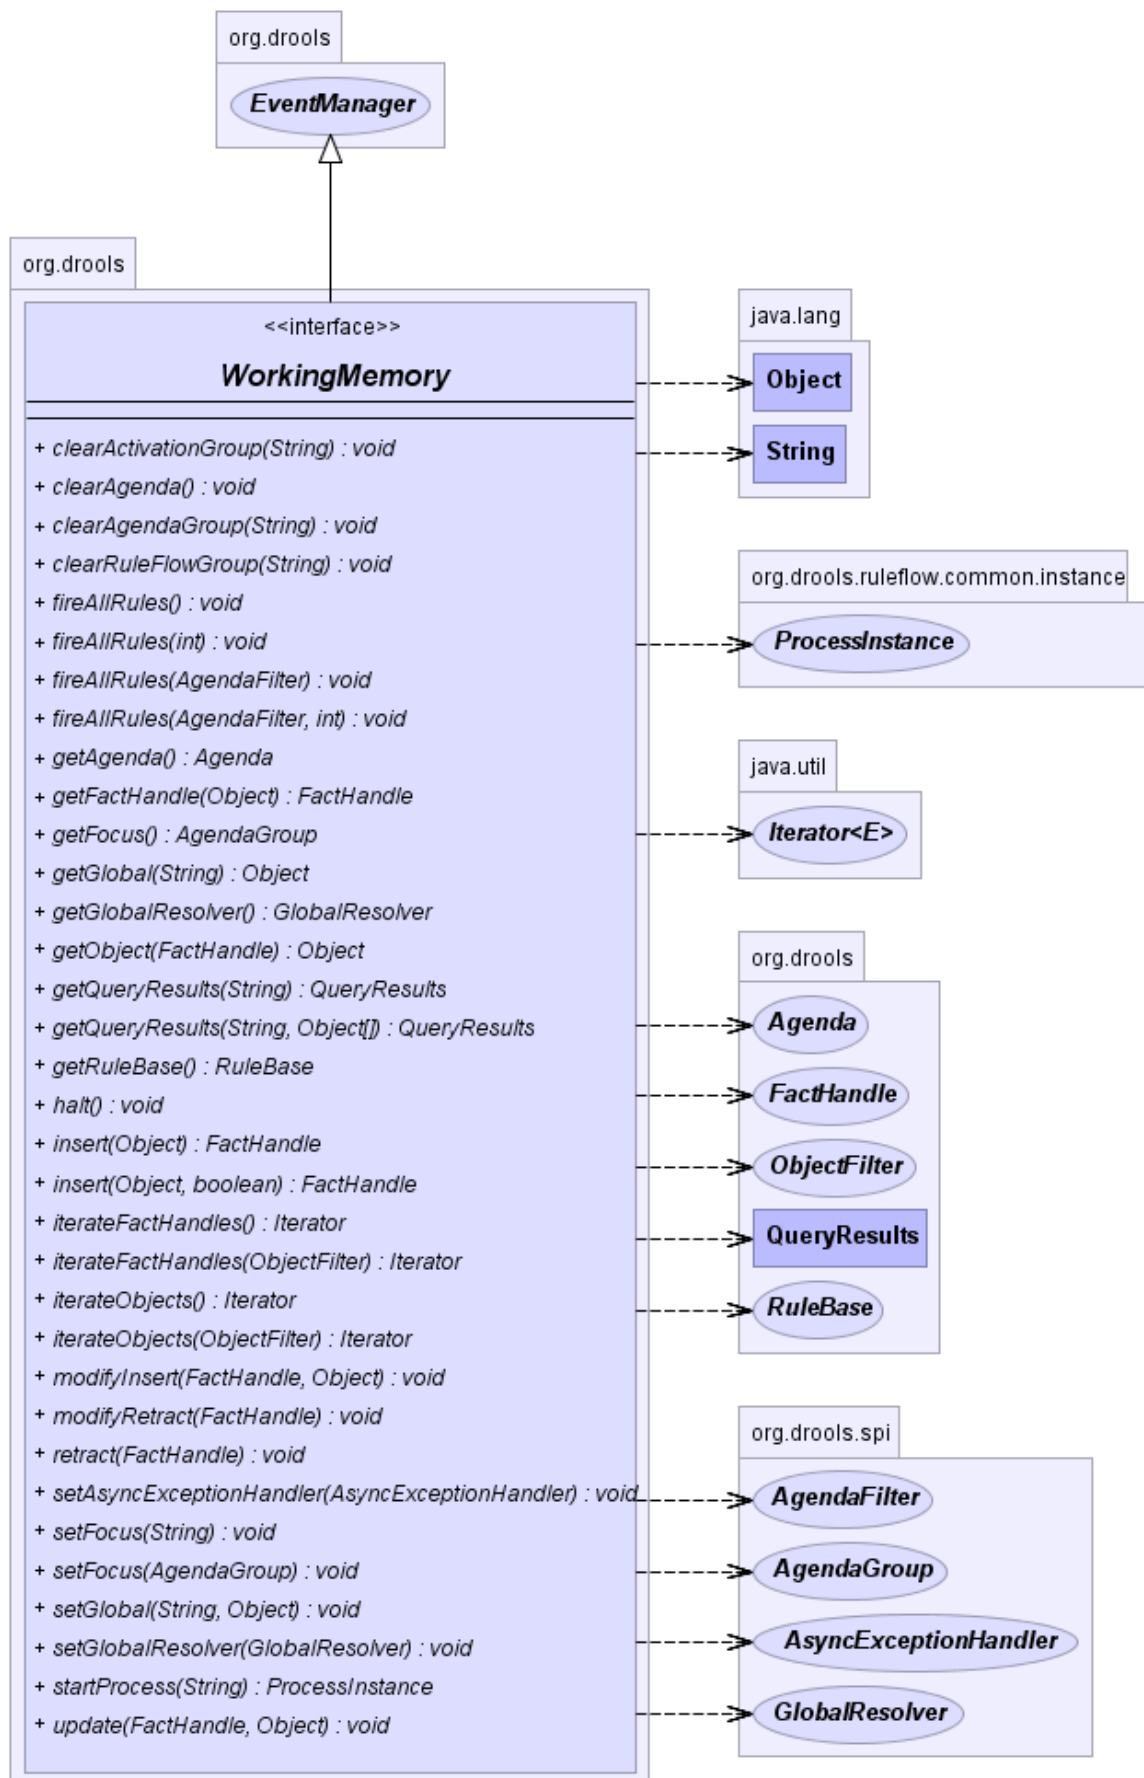 org.drools
EventManager
org.drools
<<interface>>
WorkingMemory
+ clearActivationGroup(String) : void
+ clearAgenda() : void
+ clearAgendaGroup(String) : void
+ clearRuleFlowGroup(String) : void
+ fireAllRules() : void
+ fireAllRules(int) : void
+ fireAllRules(AgendaFilter) : void
+ fireAllRules(AgendaFilter, int) : void
+ getAgenda() : Agenda
+ getFactHandle(Object) : FactHandle
+ getFocus() : AgendaGroup
+ getGlobal(String) : Object
+ getGlobalResolver() : GlobalResolver
+ getObject(FactHandle) : Object
+ getQueryResults(String) : QueryResults
+ getQueryResults(String, Object[]) : QueryResults
+ getRuleBase() : RuleBase
+ halt() : void
+ insert(Object) : FactHandle
+ insert(Object, boolean) : FactHandle
+ iterateFactHandles() : Iterator
+ iterateFactHandles(ObjectFilter) : Iterator
+ iterateObjects() : Iterator
+ iterateObjects(ObjectFilter) : Iterator
+ modifyInsert(FactHandle, Object) : void
+ modifyRetract(FactHandle) : void
+ retract(FactHandle) : void
+ setAsyncExceptionHandler(AsyncExceptionHandler) : void
+ setFocus(String) : void
+ setFocus(AgendaGroup) : void
+ setGlobal(String, Object) : void
+ setGlobalResolver(GlobalResolver) : void
+ startProcess(String) : ProcessInstance
+ update(FactHandle, Object) : void
java.lang
Object
String
org.drools.ruleflow.common.instance
ProcessInstance
java.util
Iterator<E>
org.drools
Agenda
FactHandle
ObjectFilter
QueryResults
RuleBase
org.drools.spi
AgendaFilter
AgendaGroup
AsyncExceptionHandler
GlobalResolver